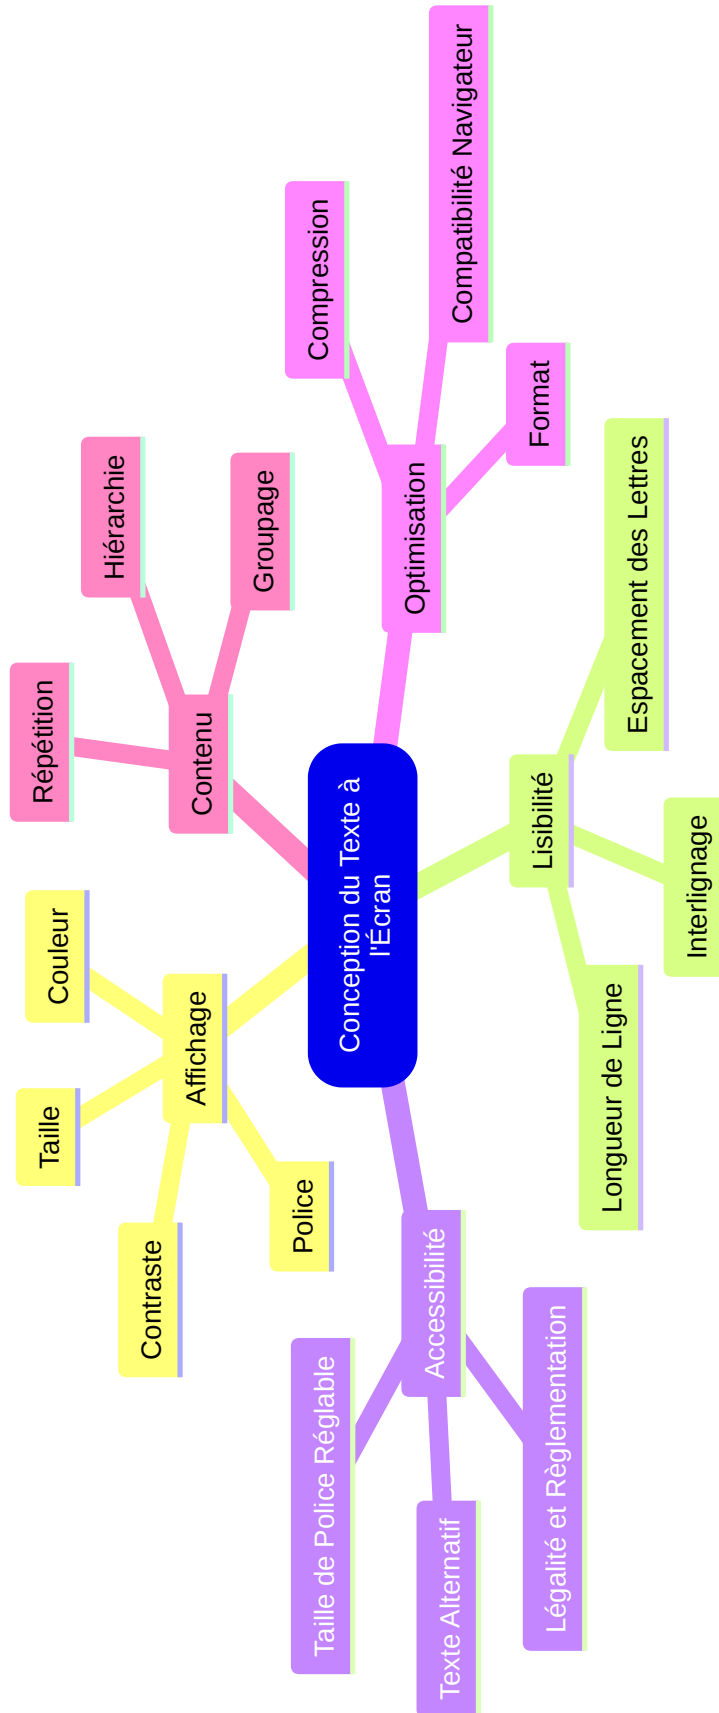 Conception du Texte à
l'Écran
Affichage
Police
Contraste
Taille
Couleur
Lisibilité
Longueur de Ligne
Interlignage
Espacement des Lettres
Contenu
Répétition
Hiérarchie
Groupage
Accessibilité
Taille de Police Réglable
Texte Alternatif
Légalité et Règlementation
Optimisation
Compression
Compatibilité Navigateur
Format